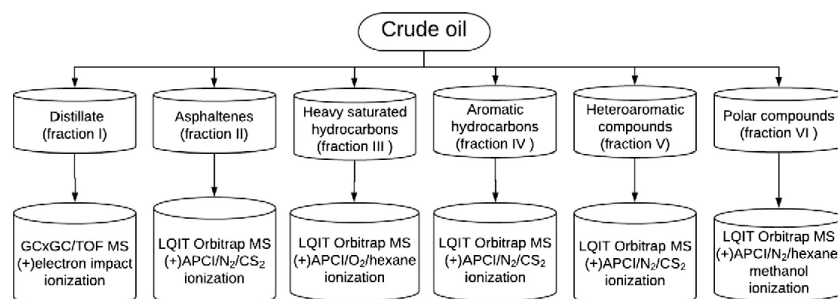 Crude oil
Distillate
(fraction I)
Asphaltenes
(fraction II)
Heavy saturated
hydrocarbons
(fraction III )
Aromatic
hydrocarbons
(fraction IV )
Heteroaromatic
compounds
(fraction V)
Polar compounds
(fraction VI )
GCxGC/TOF MS
(+)electron impact
ionization
LQIT Orbitrap MS
(+)APCI/N₂/CS₂
ionization
LQIT Orbitrap MS
(+)APCI/O₂/hexane
ionization
LQIT Orbitrap MS
(+)APCI/N₂/CS₂
ionization
LQIT Orbitrap MS
(+)APCI/N₂/CS₂
ionization
LQIT Orbitrap MS
(+)APCI/N₂/hexane
methanol
ionization